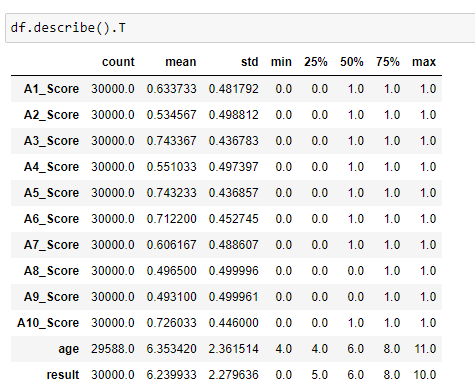 df.describe().T
count mean std min 25% 50% 75% max
A1_Score 30000.0 0.633733 0.481792 0.0 0.0 1.0 1.0 1.0
A2_Score 30000.0 0.534567 0.498812 0.0 0.0 1.0 1.0 1.0
A3_Score 30000.0 0.743367 0.436783 0.0 0.0 1.0 1.0 1.0
A4_Score 30000.0 0.551033 0.497397 0.0 0.0 1.0 1.0 1.0
A5_Score 30000.0 0.743233 0.436857 0.0 0.0 1.0 1.0 1.0
A6_Score 30000.0 0.712200 0.452745 0.0 0.0 1.0 1.0 1.0
A7_Score 30000.0 0.606167 0.488607 0.0 0.0 1.0 1.0 1.0
A8_Score 30000.0 0.496500 0.499996 0.0 0.0 0.0 1.0 1.0
A9_Score 30000.0 0.493100 0.499961 0.0 0.0 0.0 1.0 1.0
A10_Score 30000.0 0.726033 0.446000 0.0 0.0 1.0 1.0 1.0
age 29588.0 6.353420 2.361514 4.0 4.0 6.0 8.0 11.0
result 30000.0 6.239933 2.279636 0.0 5.0 6.0 8.0 10.0